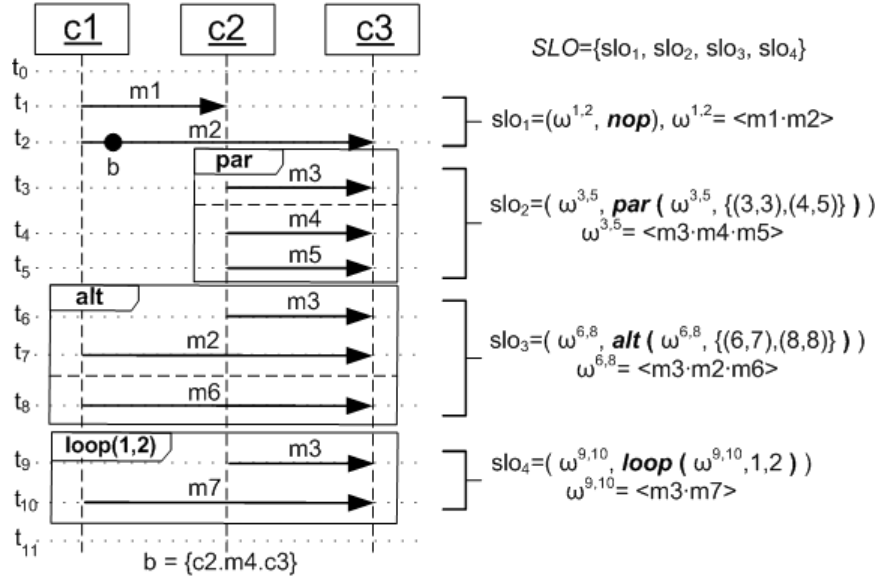 c1 c2 c3
SLO={slo₁, slo₂, slo₃, slo₄}
t₀
t₁ m1
slo₁=(ω¹,², nop), ω¹,²= <m1·m2>
t₂ m2
b
par
t₃ m3
slo₂=( ω³,⁵, par ( ω³,⁵, {(3,3),(4,5)} ) )
t₄ m4
ω³,⁵= <m3·m4·m5>
t₅ m5
alt
t₆ m3
slo₃=( ω⁶,⁸, alt ( ω⁶,⁸, {(6,7),(8,8)} ) )
t₇ m2
ω⁶,⁸= <m3·m2·m6>
t₈ m6
loop(1,2)
t₉ m3
slo₄=( ω⁹,¹⁰, loop ( ω⁹,¹⁰,1,2 ) )
t₁₀ m7
ω⁹,¹⁰= <m3·m7>
t₁₁
b = {c2.m4.c3}